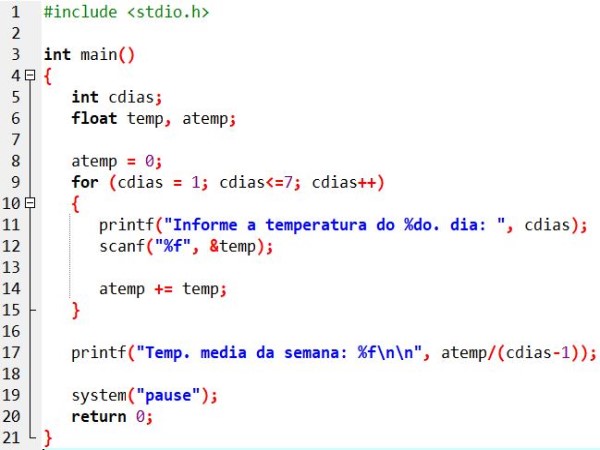 1 #include <stdio.h>
2
3 int main()
4 {
5 int cdias;
6 float temp, atemp;
7
8 atemp = 0;
9 for (cdias = 1; cdias<=7; cdias++)
10 {
11 printf("Informe a temperatura do %do. dia: ", cdias);
12 scanf("%f", &temp);
13
14 atemp += temp;
15 }
16
17 printf("Temp. media da semana: %f\n\n", atemp/(cdias-1));
18
19 system("pause");
20 return 0;
21 }